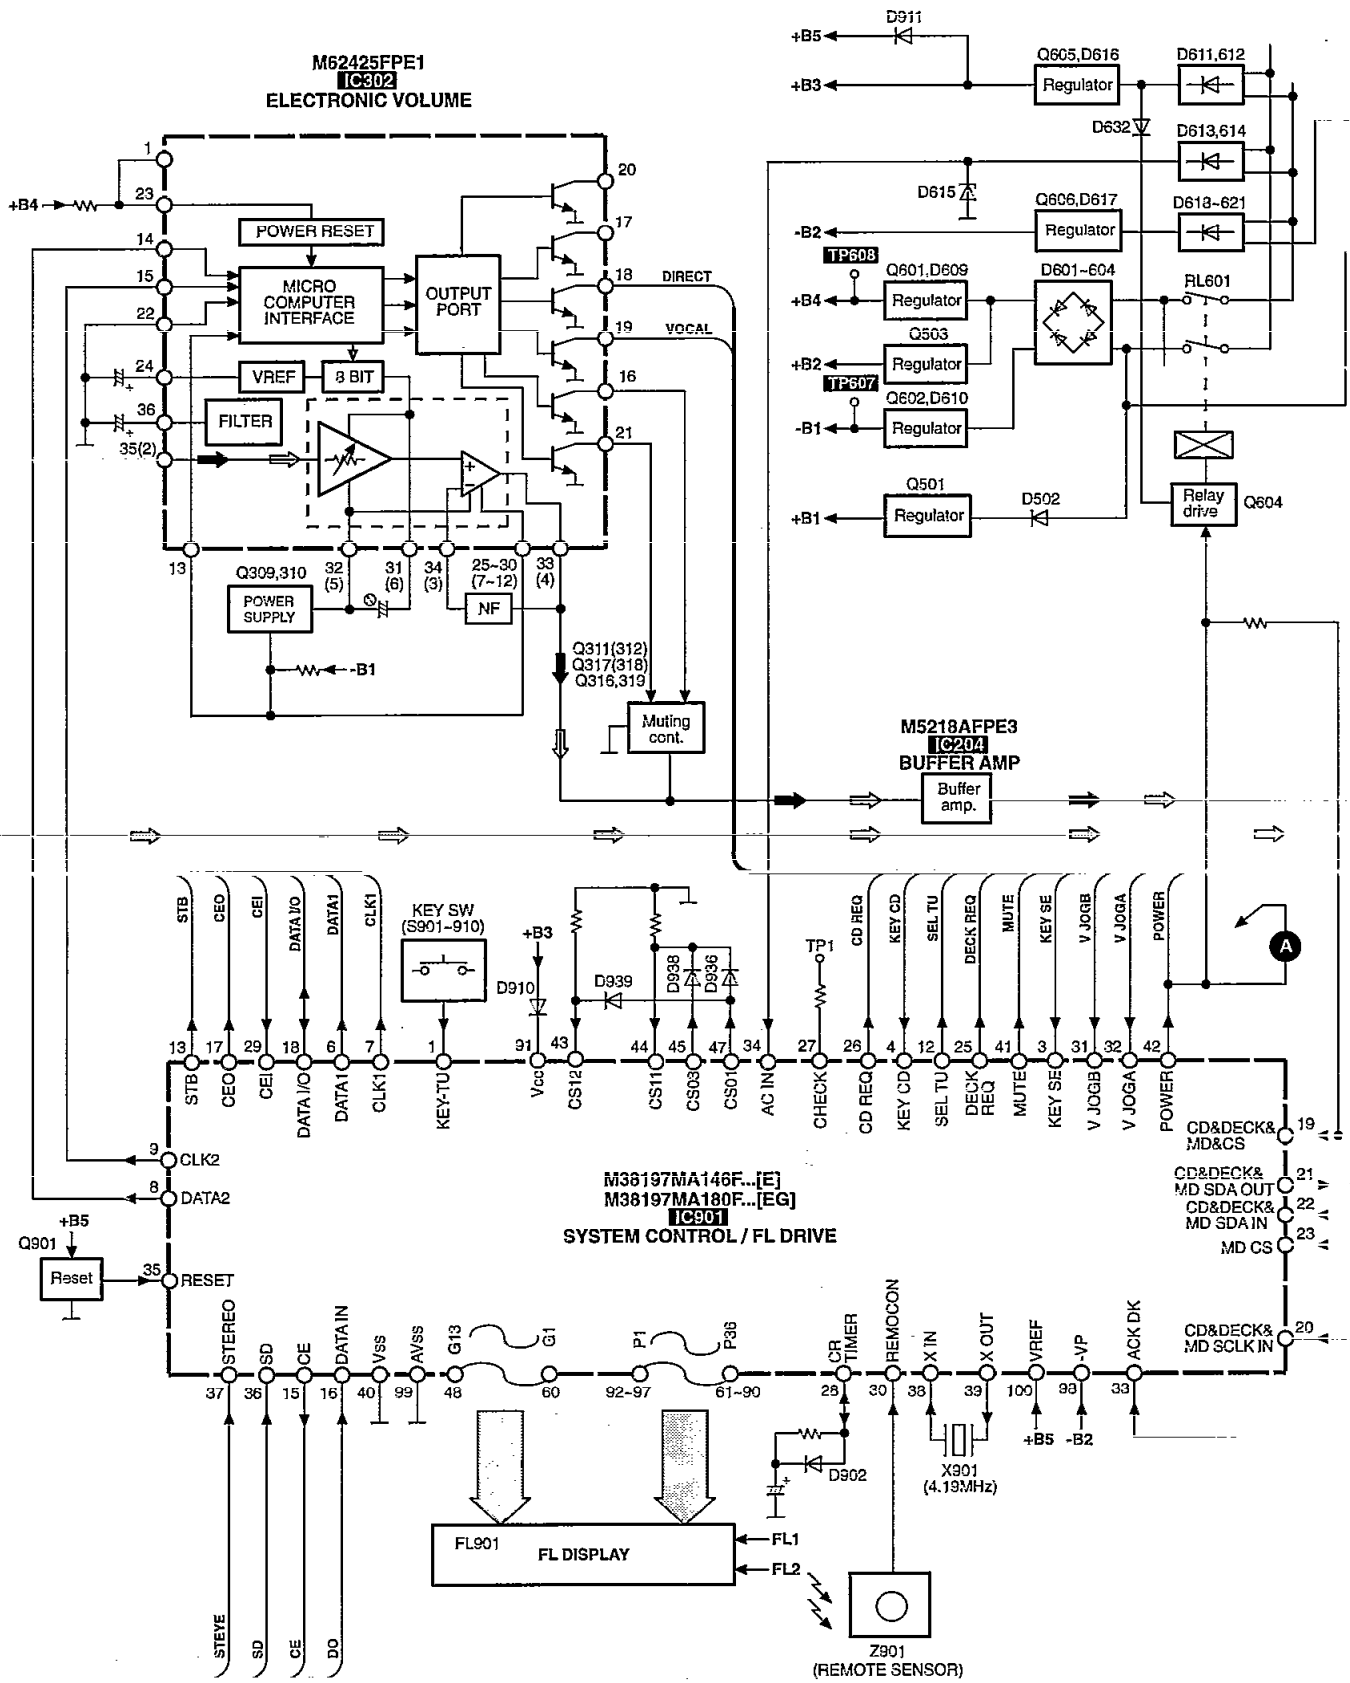 D911
+B5
+B3
Q605,D616
Regulator
D611,612
D632
D613,614
D615
Q606,D617
Regulator
D618~621
-B2
TP608
Q601,D609
Regulator
+B4
D601~604
RL601
Q503
Regulator
+B2
TP607
Q602,D610
Regulator
-B1
Q501
Regulator
+B1
D502
Relay
drive
Q604
M62425FPE1
IC302
ELECTRONIC VOLUME
1
23
+B4
14
15
22
24
36
35(2)
POWER RESET
MICRO
COMPUTER
INTERFACE
OUTPUT
PORT
VREF
8 BIT
FILTER
+
+
+
−
20
17
18
DIRECT
19
VOCAL
16
21
13
32
(5)
31
(6)
34
(3)
25~30
(7~12)
33
(4)
Q309,310
POWER
SUPPLY
NF
-B1
Q311(312)
Q317(318)
Q316,319
Muting
cont.
M5218AFPE3
IC204
BUFFER AMP
Buffer
amp.
STB
CEO
CEI
DATA I/O
DATA1
CLK1
KEY SW
(S901~910)
+B3
D910
D939
D938
D936
TP1
CD REQ
KEY CD
SEL TU
DECK REQ
MUTE
KEY SE
V JOGB
V JOGA
POWER
A
13
17
29
18
6
7
1
91
43
44
45
47
34
27
26
4
12
25
41
3
31
32
42
STB
CEO
CEI
DATA I/O
DATA1
CLK1
KEY-TU
Vcc
CS12
CS11
CS03
CS01
AC IN
CHECK
CD REQ
KEY CD
SEL TU
DECK
REQ
MUTE
KEY SE
V JOGB
V JOGA
POWER
9
CLK2
8
DATA2
+B5
Q901
Reset
35
RESET
M38197MA146F...[E]
M38197MA180F...[EG]
IC901
SYSTEM CONTROL / FL DRIVE
CD&DECK&
MD&CS
19
CD&DECK&
MD SDA OUT
21
CD&DECK&
MD SDA IN
22
MD CS
23
CD&DECK&
MD SCLK IN
20
STEREO
SD
CE
DATA IN
Vss
AVss
G13
G1
P1
P36
CR
TIMER
REMOCON
X IN
X OUT
VREF
-VP
ACK DK
37
36
15
16
40
99
48
60
92~97
61~90
28
30
38
39
100
98
33
+B5
-B2
X901
(4.19MHz)
D902
+
FL901
FL DISPLAY
FL1
FL2
Z901
(REMOTE SENSOR)
STEYE
SD
CE
DO